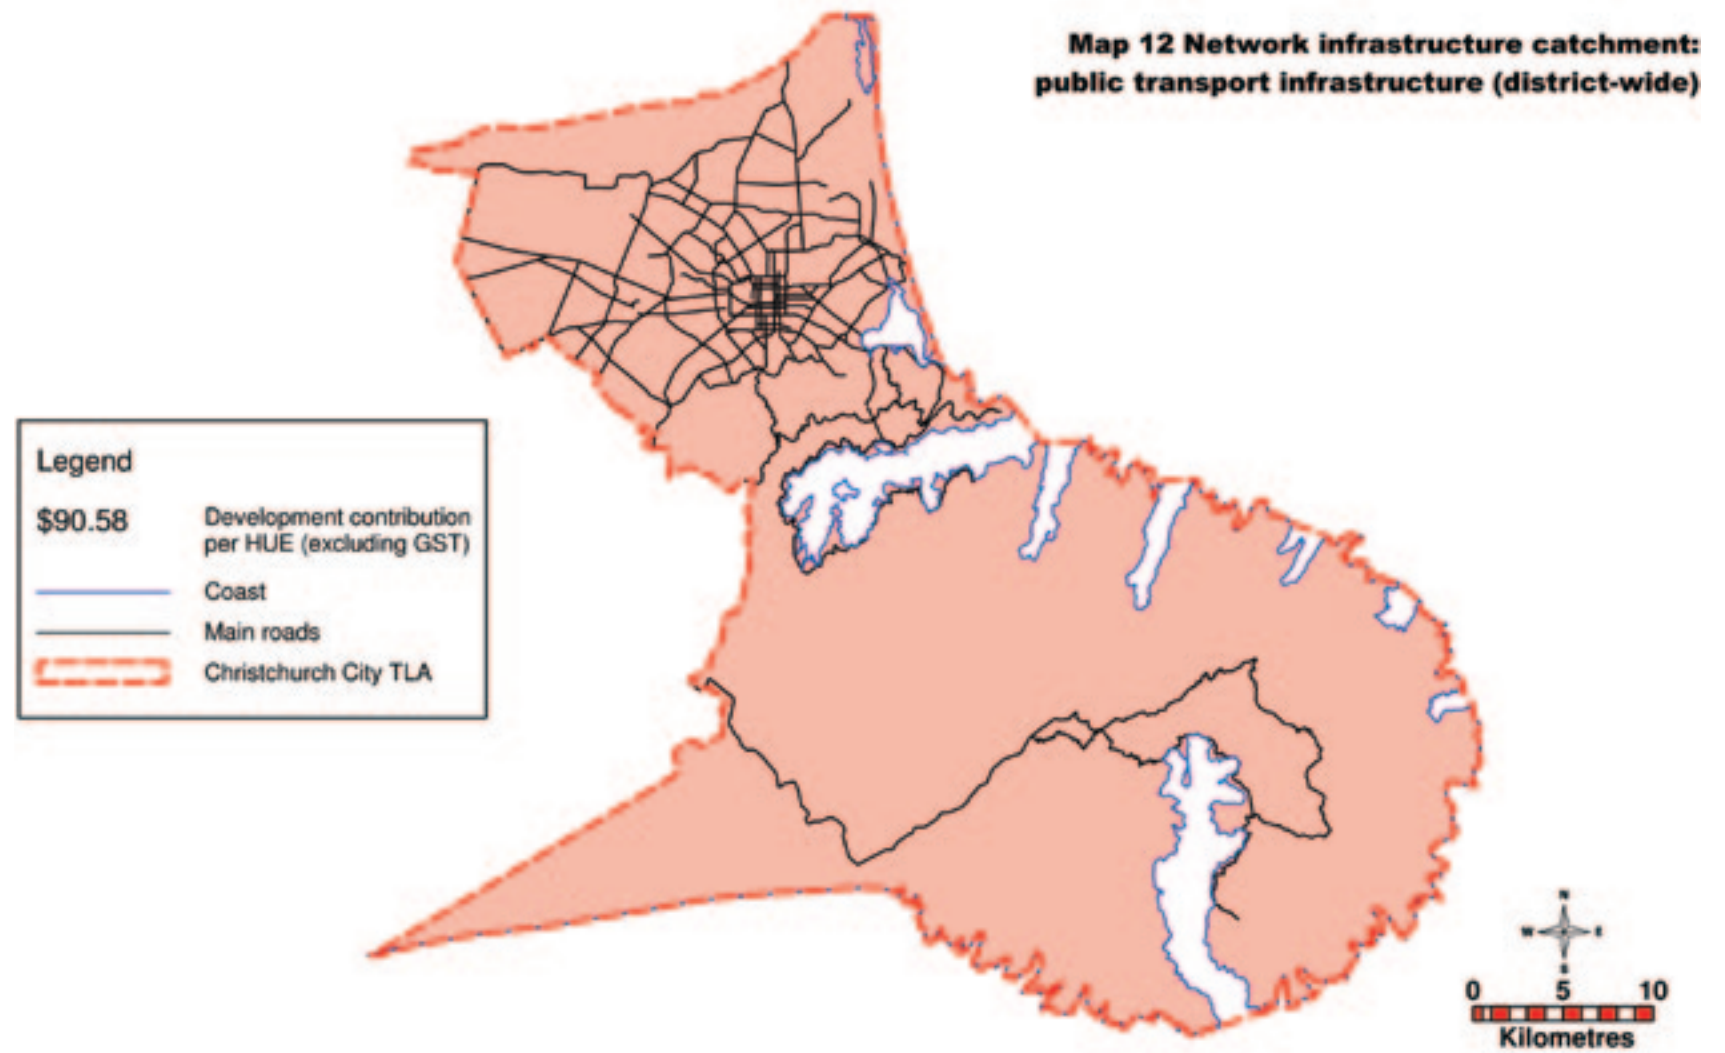 Map 12 Network infrastructure catchment:
public transport infrastructure (district-wide)
Legend
$90.58 Development contribution
per HUE (excluding GST)
Coast
Main roads
Christchurch City TLA
N
W E
S
0 5 10
Kilometres